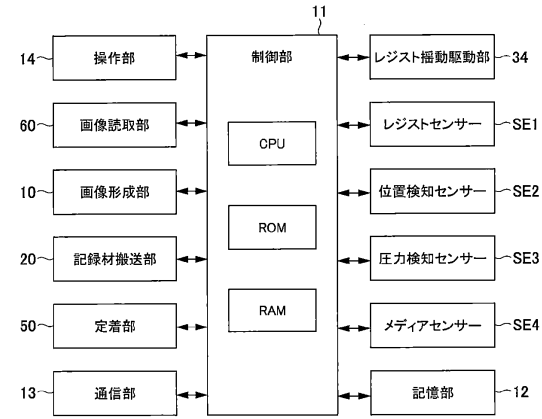 11
14 操作部 制御部 レジスト揺動駆動部 34
60 画像読取部 CPU レジストセンサー SE1
10 画像形成部 位置検知センサー SE2
20 記録材搬送部 ROM 圧力検知センサー SE3
50 定着部 RAM メディアセンサー SE4
13 通信部 記憶部 12